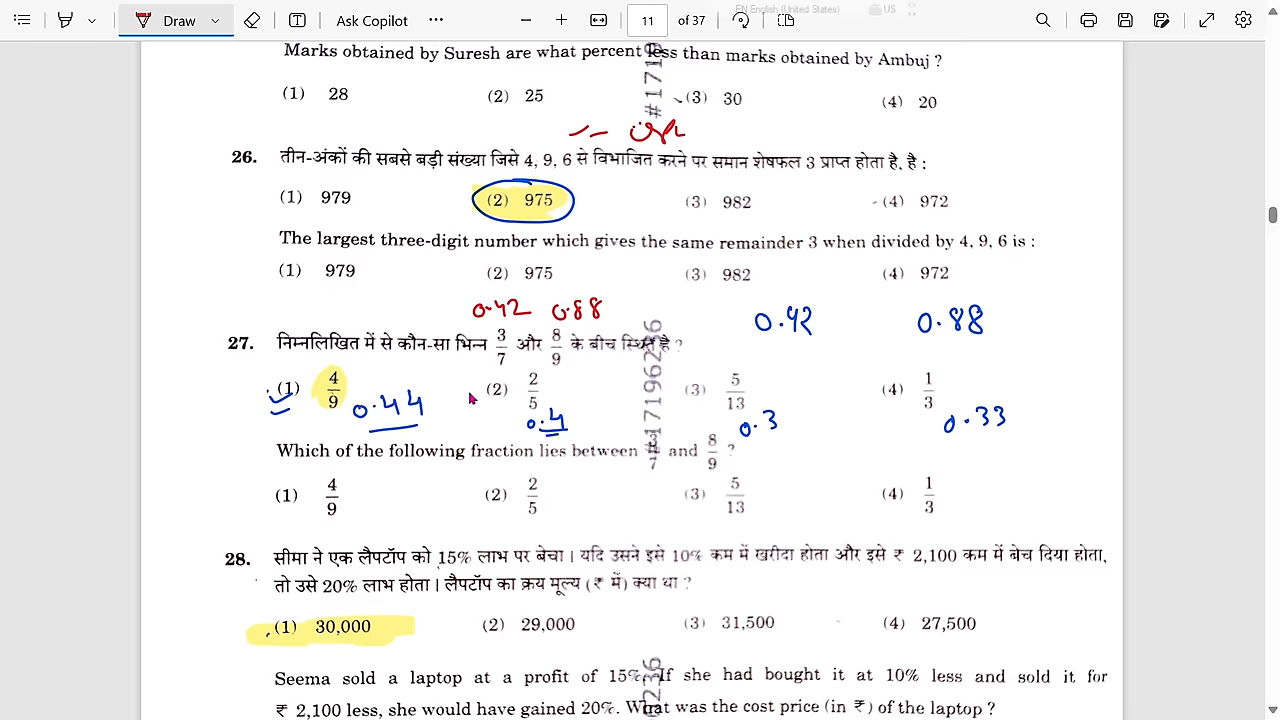 Draw
Ask Copilot
11 of 37
EN English (United States)
US
Marks obtained by Suresh are what percent less than marks obtained by Ambuj ?
(1) 28 (2) 25 (3) 30 (4) 20
26. तीन-अंकों की सबसे बड़ी संख्या जिसे 4, 9, 6 से विभाजित करने पर समान शेषफल 3 प्राप्त होता है, है :
(1) 979 (2) 975 (3) 982 (4) 972
The largest three-digit number which gives the same remainder 3 when divided by 4, 9, 6 is :
(1) 979 (2) 975 (3) 982 (4) 972
0.42 0.88 0.42 0.88
27. निम्नलिखित में से कौन-सा भिन्न 3/7 और 8/9 के बीच स्थित है ?
(1) 4/9 (2) 2/5 (3) 5/13 (4) 1/3
0.44 0.4 0.3 0.33
Which of the following fraction lies between 3/7 and 8/9 ?
(1) 4/9 (2) 2/5 (3) 5/13 (4) 1/3
28. सीमा ने एक लैपटॉप को 15% लाभ पर बेचा । यदि उसने इसे 10% कम में खरीदा होता और इसे ₹ 2,100 कम में बेच दिया होता,
तो उसे 20% लाभ होता । लैपटॉप का क्रय मूल्य (₹ में) क्या था ?
(1) 30,000 (2) 29,000 (3) 31,500 (4) 27,500
Seema sold a laptop at a profit of 15%. If she had bought it at 10% less and sold it for
₹ 2,100 less, she would have gained 20%. What was the cost price (in ₹) of the laptop ?
#1719
#17196236
0236